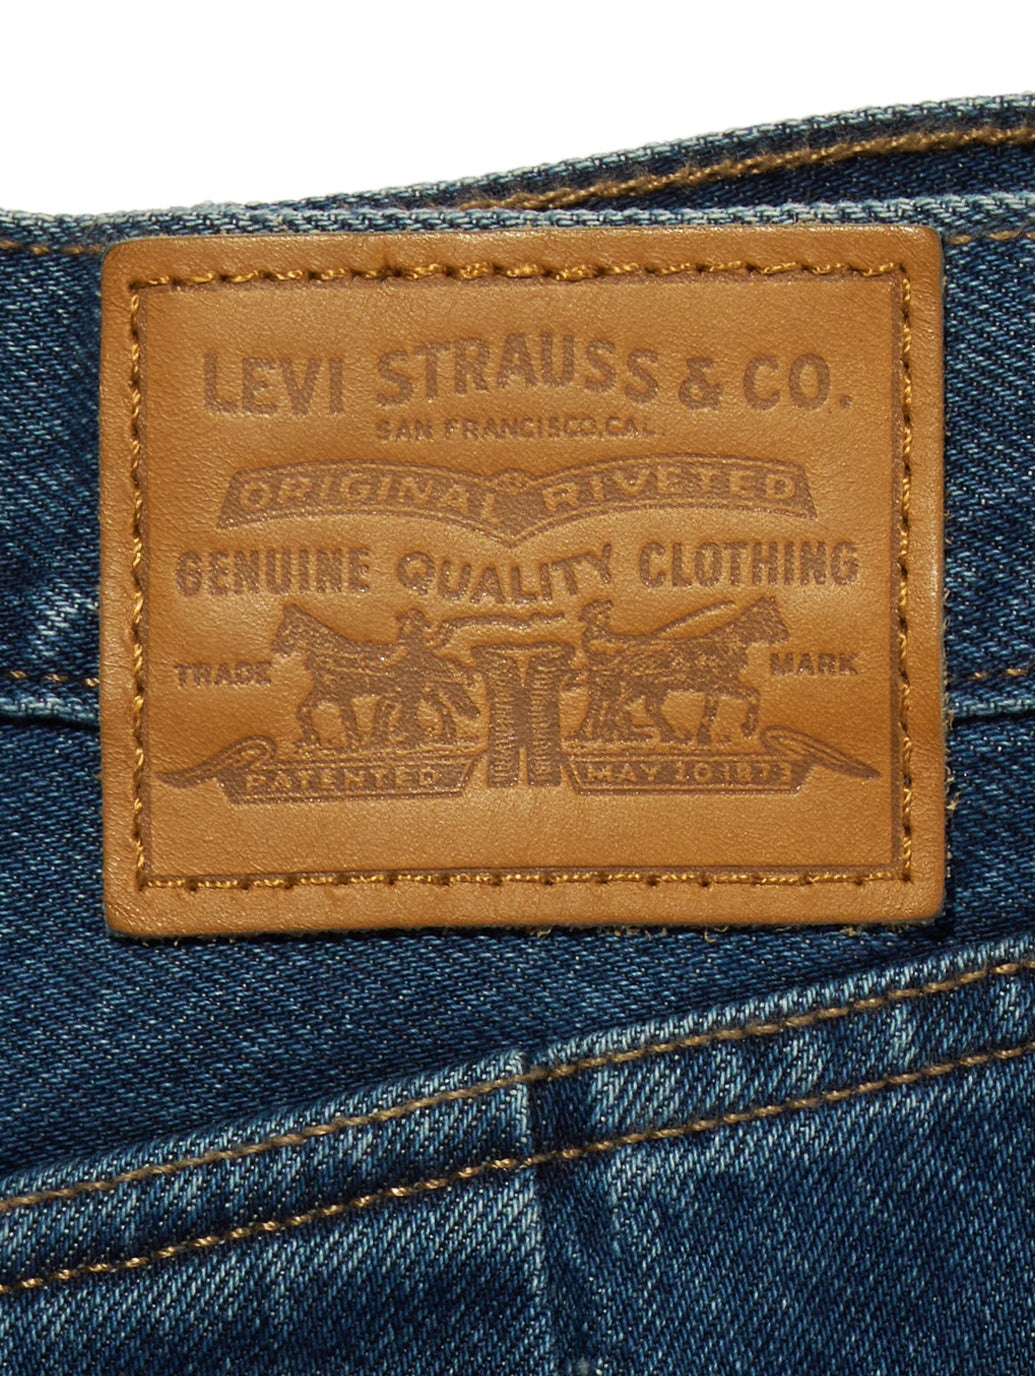 LEVI STRAUSS & CO.
SAN FRANCISCO, CAL.
ORIGINAL RIVETED
GENUINE QUALITY CLOTHING
TRADE MARK
PATENTED MAY 20 1873